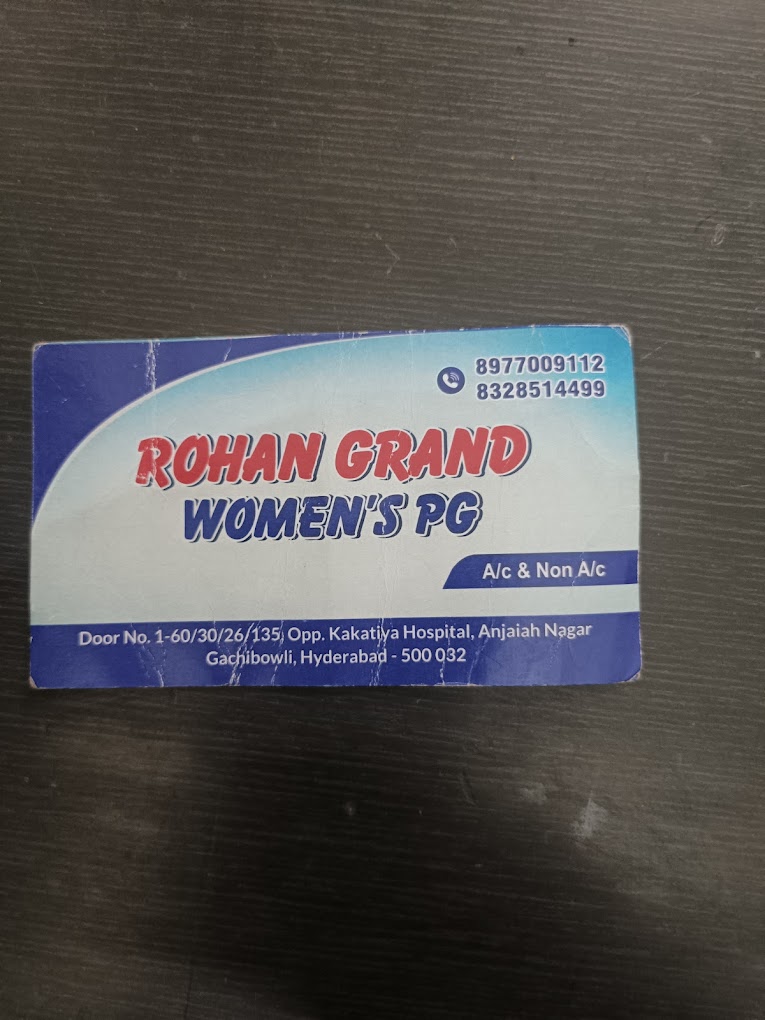 8977009112
8328514499
ROHAN GRAND
WOMEN'S PG
A/c & Non A/c
Door No. 1-60/30/26/135, Opp. Kakatiya Hospital, Anjaiah Nagar
Gachibowli, Hyderabad - 500 032